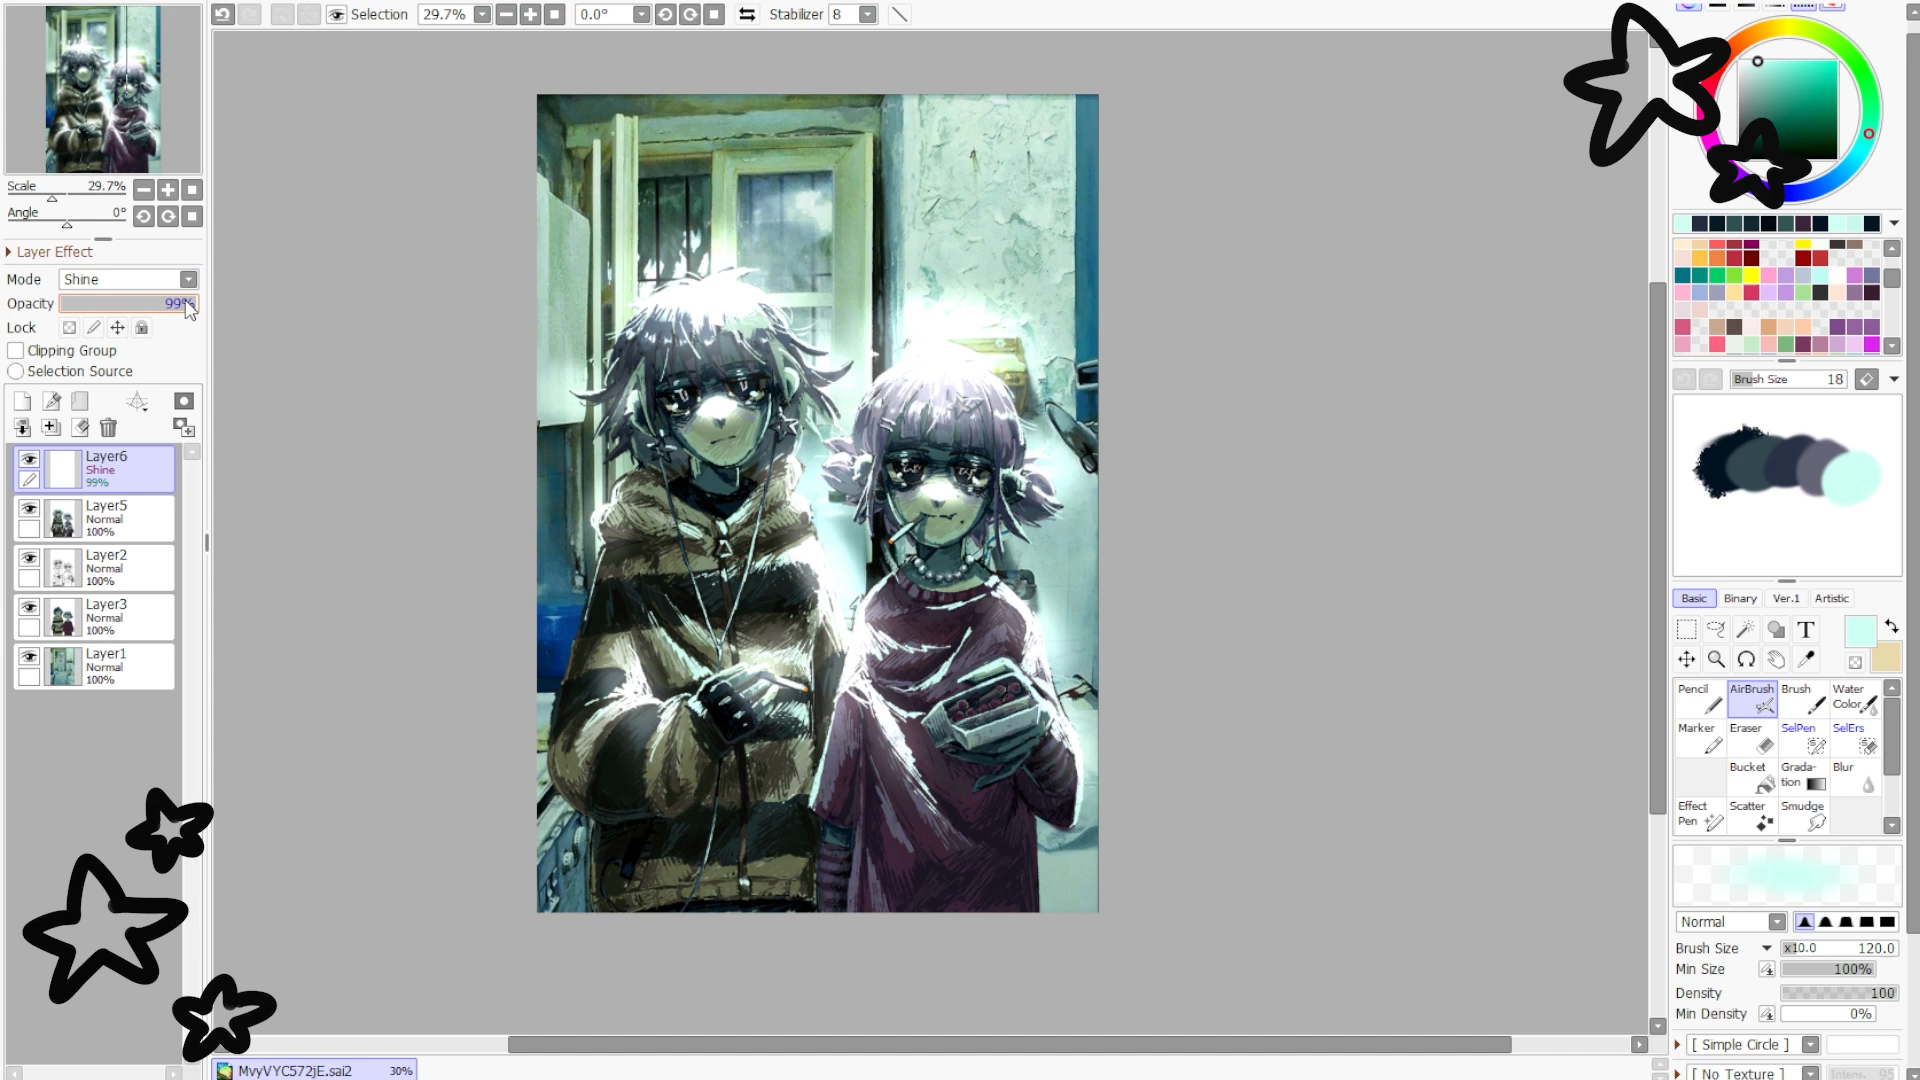 Selection 29.7% 0.0° Stabilizer 8
Scale 29.7%
Angle 0°
Layer Effect
Mode Shine
Opacity 99%
Lock
Clipping Group
Selection Source
Layer6
Shine
99%
Layer5
Normal
100%
Layer2
Normal
100%
Layer3
Normal
100%
Layer1
Normal
100%
MvyVYC572jE.sai2 30%
Brush Size 18
Basic Binary Ver.1 Artistic
T
Pencil AirBrush Brush Water Color
Marker Eraser SelPen SelErs
Bucket Gradation Blur
Effect Pen Scatter Smudge
Normal
Brush Size x10.0 120.0
Min Size 100%
Density 100
Min Density 0%
[ Simple Circle ]
[ No Texture ] Intens. 95